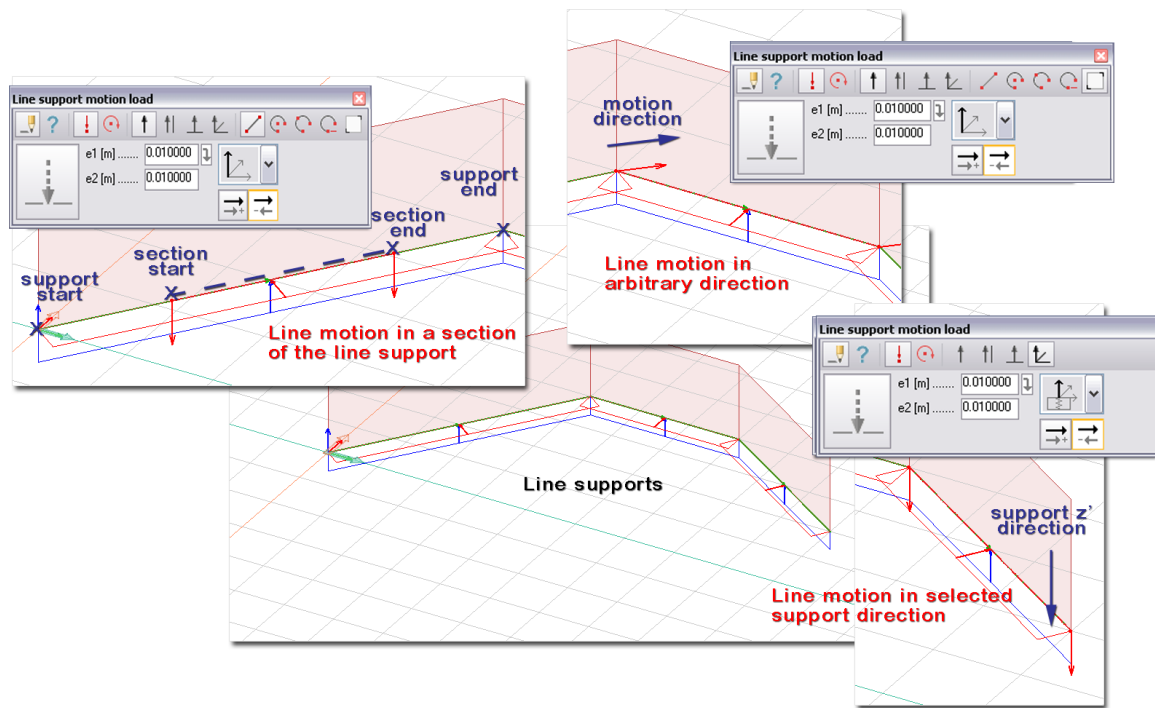 Line support motion load
?
e1 [m] ...... 0.010000
e2 [m] ...... 0.010000
support
start
section
start
section
end
support
end
Line motion in a section
of the line support
Line support motion load
?
e1 [m] ...... 0.010000
e2 [m] ...... 0.010000
motion
direction
Line motion in
arbitrary direction
Line support motion load
?
e1 [m] ...... 0.010000
e2 [m] ...... 0.010000
Line supports
support z'
direction
Line motion in selected
support direction